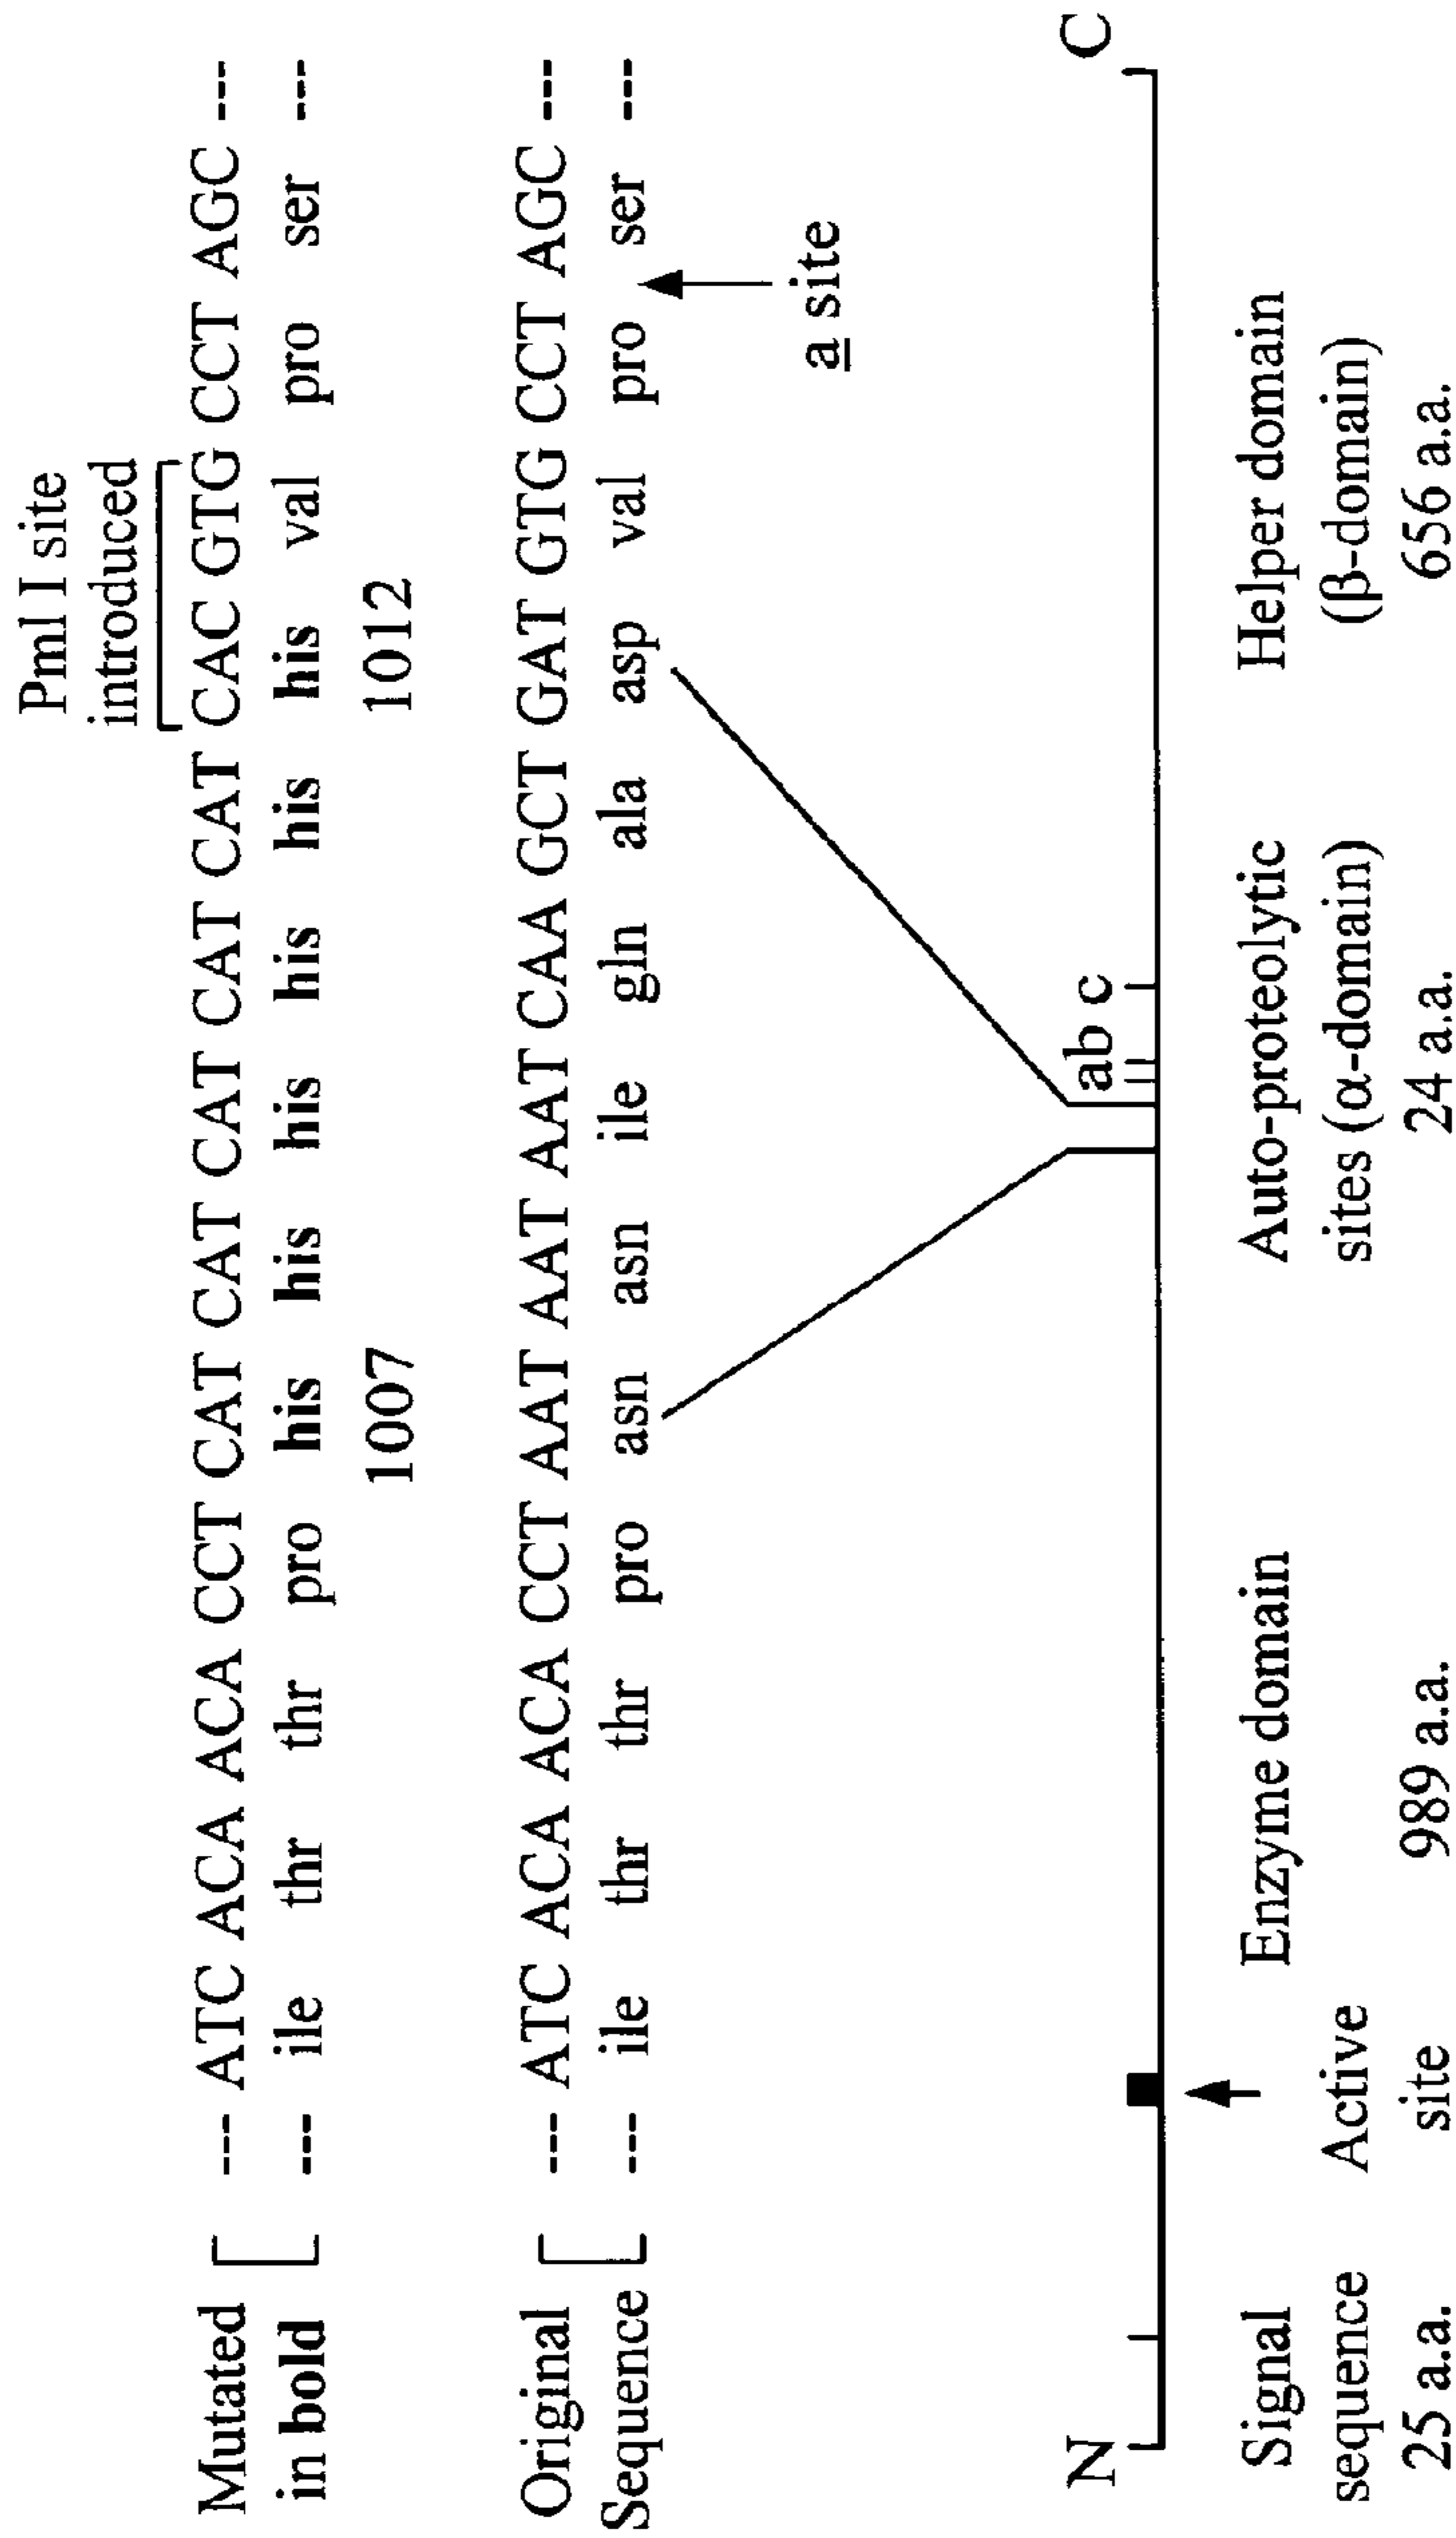 Pml I site
introduced
Mutated --- ATC ACA ACA CCT CAT CAT CAT CAT CAT CAC GTG CCT AGC ---
in bold --- ile thr thr pro his his his his his his val pro ser ---
1007 1012
Original --- ATC ACA ACA CCT AAT AAT AAT CAA GCT GAT GTG CCT AGC ---
Sequence --- ile thr thr pro asn asn ile gln ala asp val pro ser ---
a site
N a b c C
Signal Enzyme domain Auto-proteolytic Helper domain
sequence Active sites (α-domain) (β-domain)
25 a.a. site 989 a.a. 24 a.a. 656 a.a.